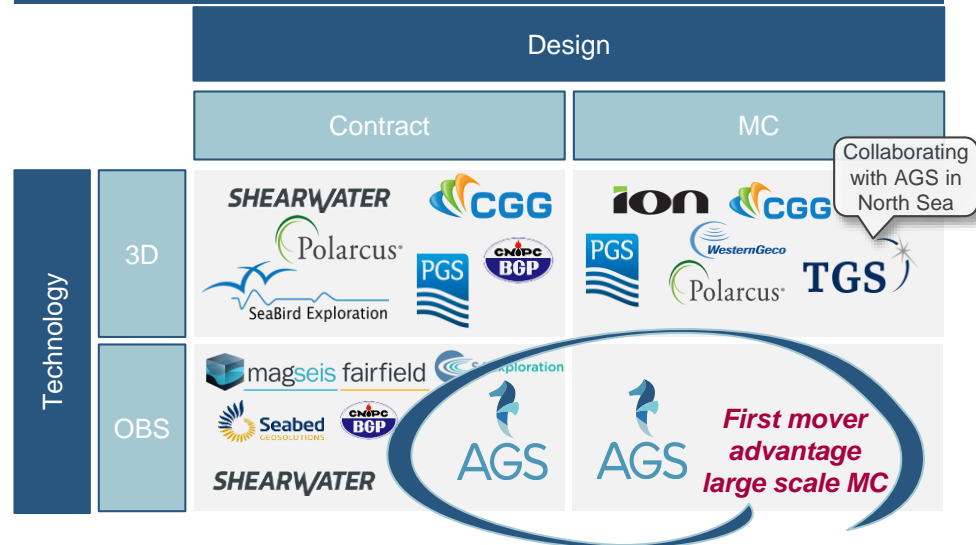 Design
Contract
MC
Collaborating
with AGS in
North Sea
Technology
3D
SHEARWATER
CGG
Polarcus
PGS
CNPC
BGP
SeaBird Exploration
ion
CGG
PGS
WesternGeco
Polarcus
TGS
OBS
magseis fairfield
Exploration
Seabed
GEOSOLUTIONS
CNPC
BGP
SHEARWATER
AGS
AGS
First mover
advantage
large scale MC